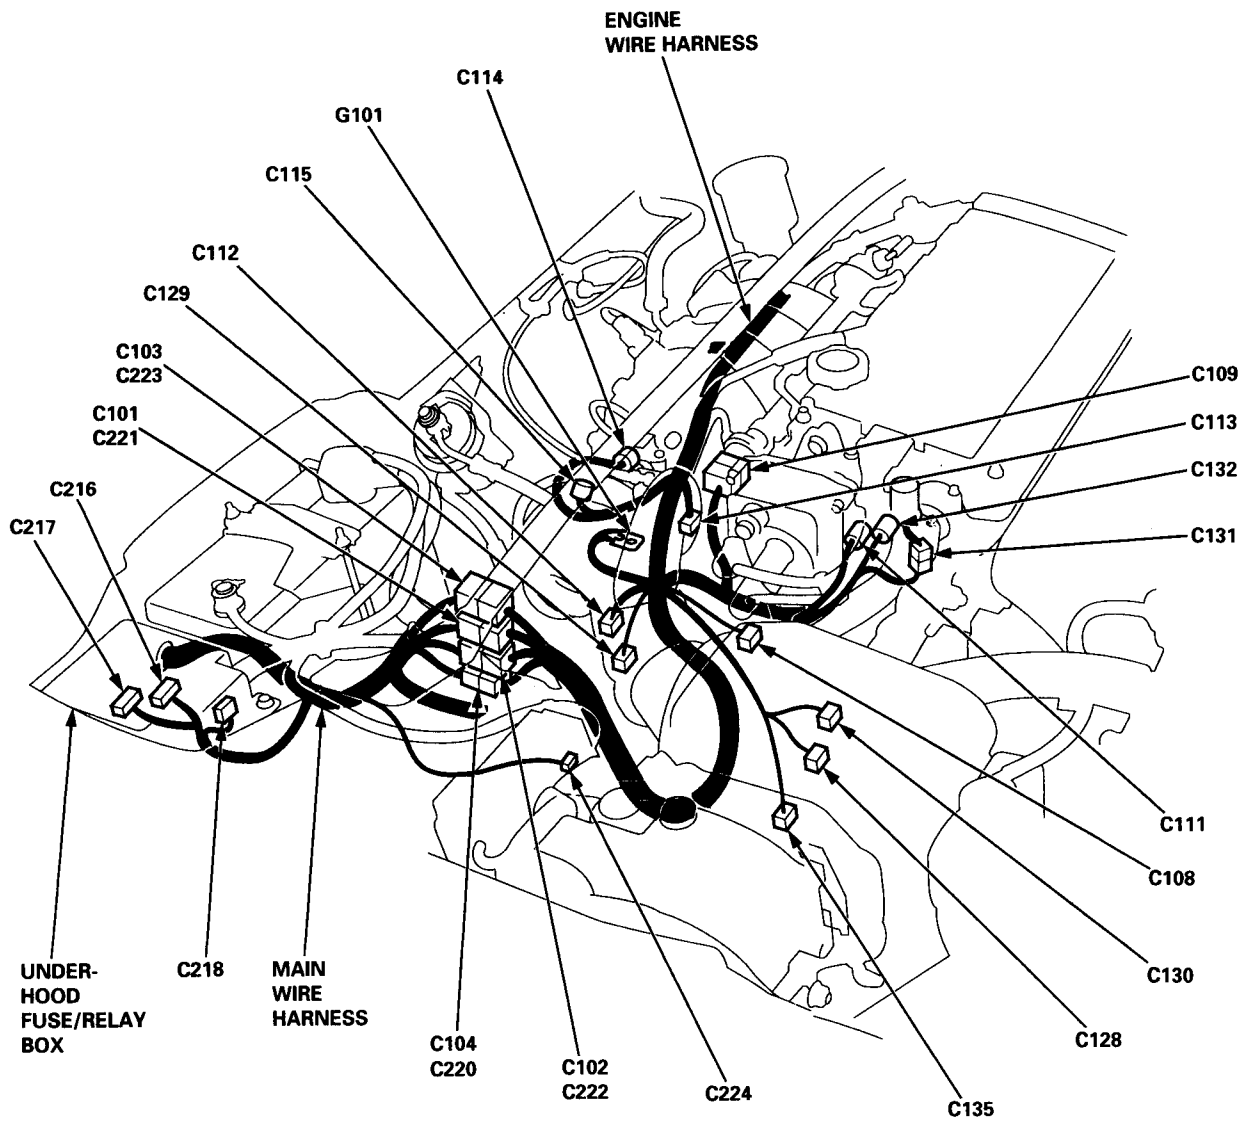 ENGINE
WIRE HARNESS
C114
G101
C115
C112
C129
C103
C223
C101
C221
C216
C217
C109
C113
C132
C131
C111
C108
C130
C128
C135
C224
C102
C222
C104
C220
MAIN
WIRE
HARNESS
C218
UNDER-
HOOD
FUSE/RELAY
BOX